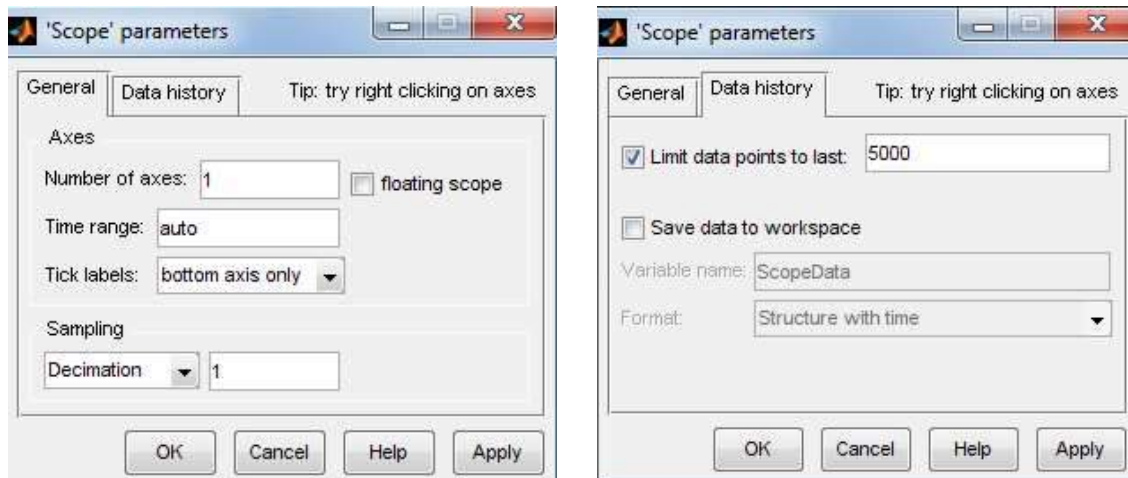 'Scope' parameters
General
Data history
Tip: try right clicking on axes
Axes
Number of axes: 1
floating scope
Time range: auto
Tick labels: bottom axis only
Sampling
Decimation 1
OK Cancel Help Apply
'Scope' parameters
General
Data history
Tip: try right clicking on axes
Limit data points to last: 5000
Save data to workspace
Variable name: ScopeData
Format: Structure with time
OK Cancel Help Apply